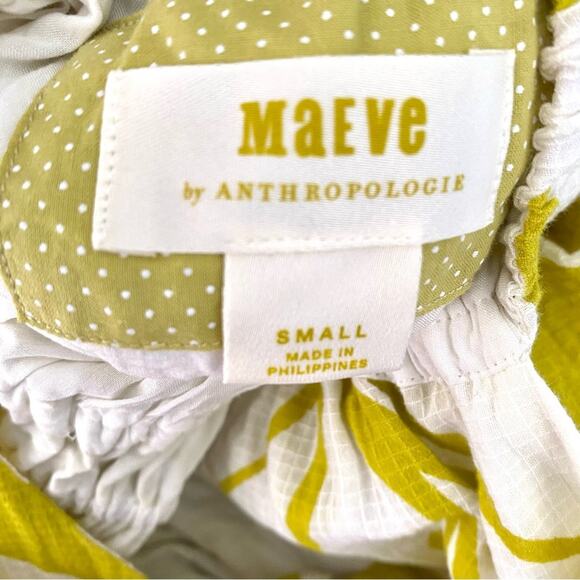 MaEve
by ANTHROPOLOGIE
SMALL
MADE IN
PHILIPPINES